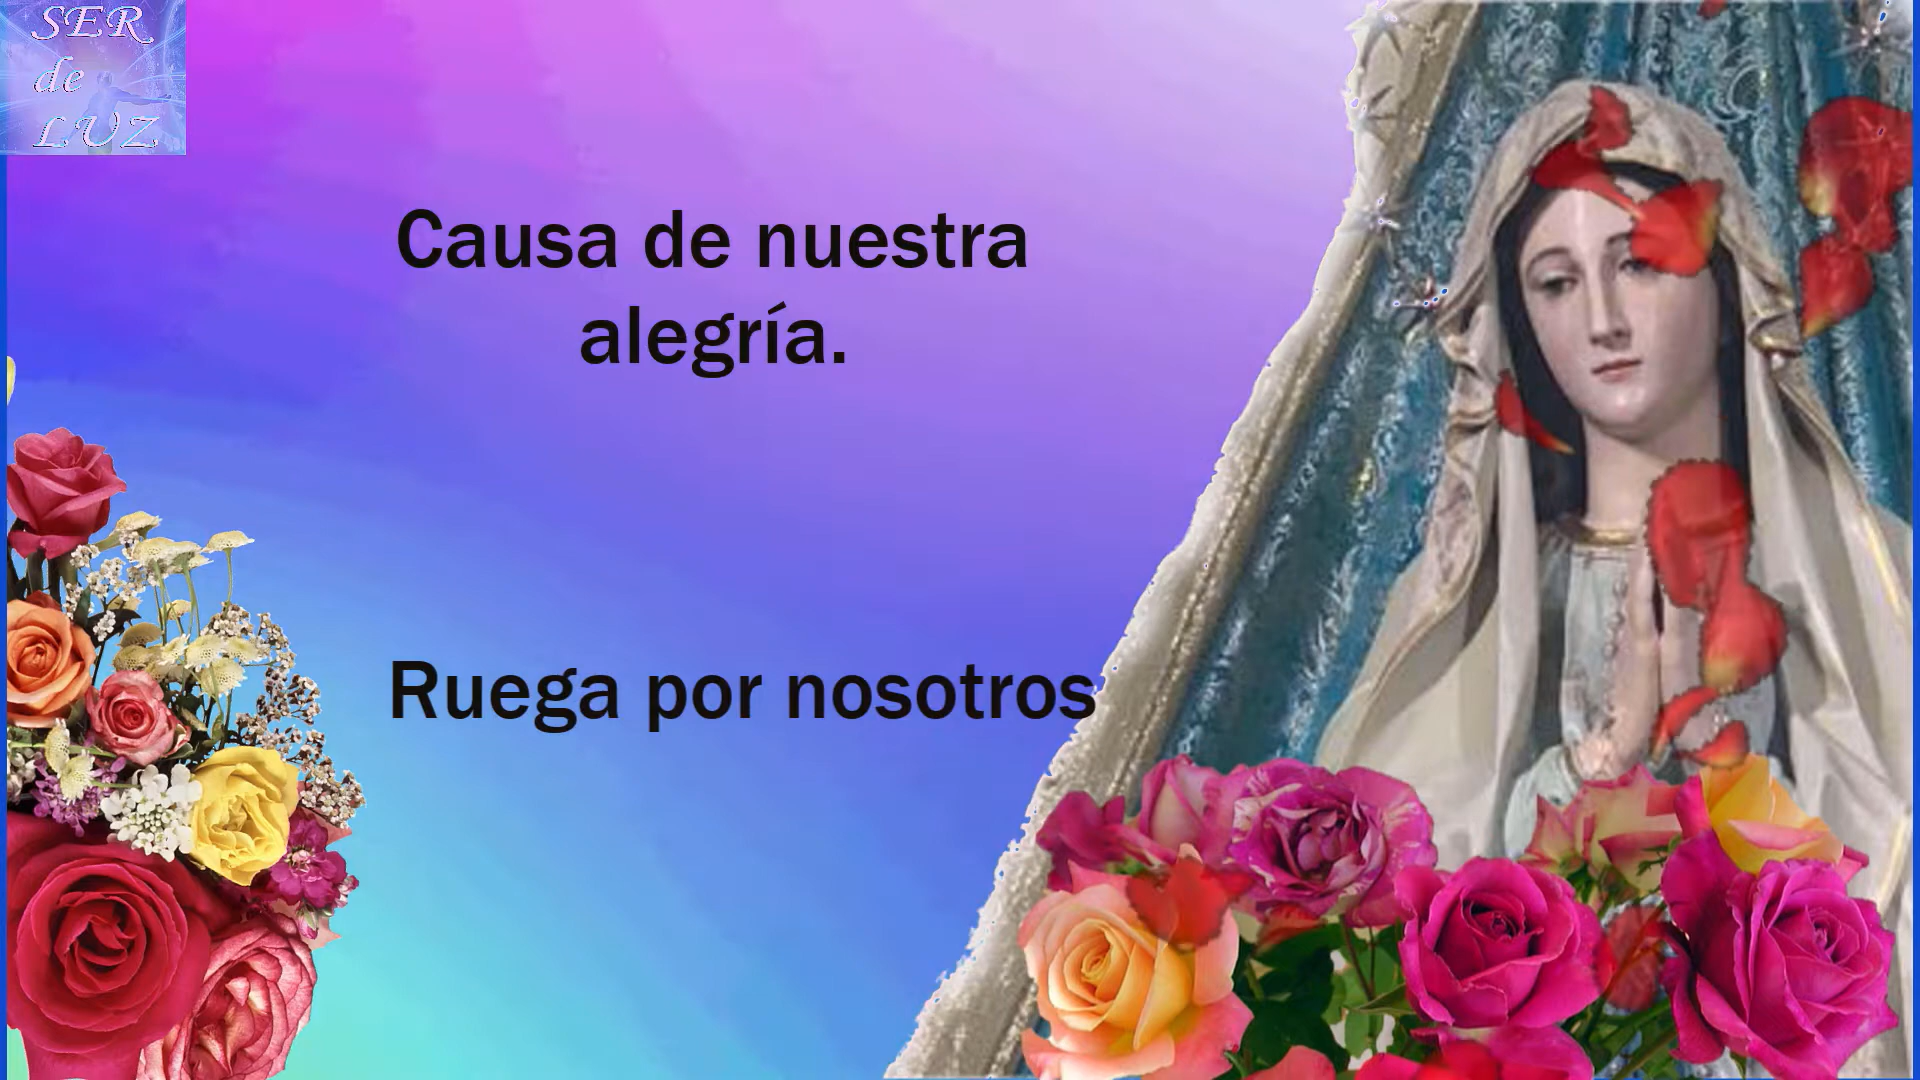 SER
de
LUZ
Causa de nuestra
alegría.
Ruega por nosotros